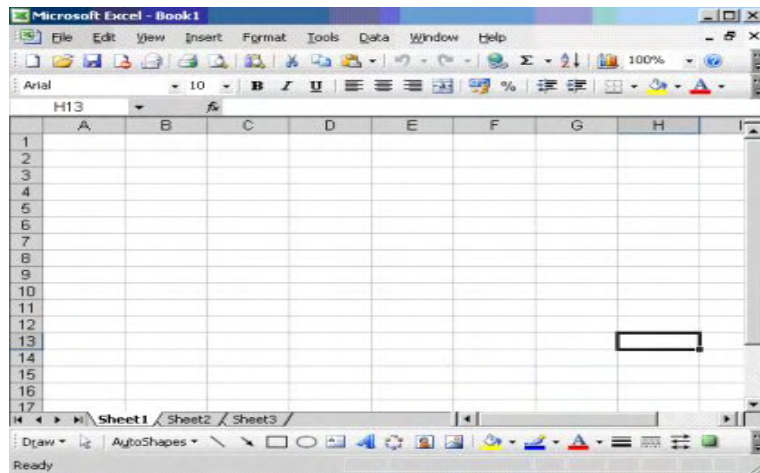 Microsoft Excel - Book1
File Edit View Insert Format Tools Data Window Help
Σ 100%
Arial 10 B I U %
H13 fx
A B C D E F G H I
1
2
3
4
5
6
7
8
9
10
11
12
13
14
15
16
17
Sheet1 Sheet2 Sheet3
Draw AutoShapes A
Ready